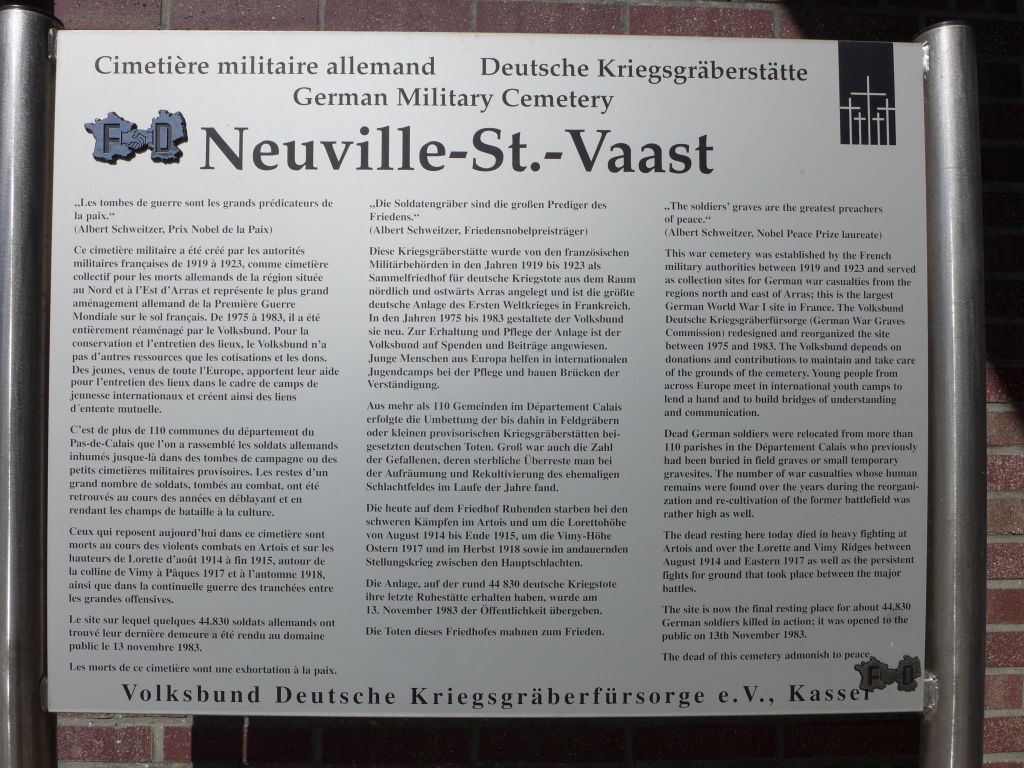 Cimetière militaire allemand Deutsche Kriegsgräberstätte
German Military Cemetery
F D
Neuville-St.-Vaast
„Les tombes de guerre sont les grands prédicateurs de
la paix.“
(Albert Schweitzer, Prix Nobel de la Paix)
Ce cimetière militaire a été créé par les autorités
militaires françaises de 1919 à 1923, comme cimetière
collectif pour les morts allemands de la région située
au Nord et à l'Est d'Arras et représente le plus grand
aménagement allemand de la Première Guerre
Mondiale sur le sol français. De 1975 à 1983, il a été
entièrement réaménagé par le Volksbund. Pour la
conservation et l'entretien des lieux, le Volksbund n'a
pas d'autres ressources que les cotisations et les dons.
Des jeunes, venus de toute l'Europe, apportent leur aide
pour l'entretien des lieux dans le cadre de camps de
jeunesse internationaux et créent ainsi des liens
d´entente mutuelle.
C'est de plus de 110 communes du département du
Pas-de-Calais que l'on a rassemblé les soldats allemands
inhumés jusque-là dans des tombes de campagne ou des
petits cimetières militaires provisoires. Les restes d'un
grand nombre de soldats, tombés au combat, ont été
retrouvés au cours des années en déblayant et en
rendant les champs de bataille à la culture.
Ceux qui reposent aujourd'hui dans ce cimetière sont
morts au cours des violents combats en Artois et sur les
hauteurs de Lorette d'août 1914 à fin 1915, autour de
la colline de Vimy à Pâques 1917 et à l'automne 1918,
ainsi que dans la continuelle guerre des tranchées entre
les grandes offensives.
Le site sur lequel quelques 44.830 soldats allemands ont
trouvé leur dernière demeure a été rendu au domaine
public le 13 novembre 1983.
Les morts de ce cimetière sont une exhortation à la paix.
„Die Soldatengräber sind die großen Prediger des
Friedens.“
(Albert Schweitzer, Friedensnobelpreisträger)
Diese Kriegsgräberstätte wurde von den französischen
Militärbehörden in den Jahren 1919 bis 1923 als
Sammelfriedhof für deutsche Kriegstote aus dem Raum
nördlich und ostwärts Arras angelegt und ist die größte
deutsche Anlage des Ersten Weltkrieges in Frankreich.
In den Jahren 1975 bis 1983 gestaltete der Volksbund
sie neu. Zur Erhaltung und Pflege der Anlage ist der
Volksbund auf Spenden und Beiträge angewiesen.
Junge Menschen aus Europa helfen in internationalen
Jugendcamps bei der Pflege und bauen Brücken der
Verständigung.
Aus mehr als 110 Gemeinden im Département Calais
erfolgte die Umbettung der bis dahin in Feldgräbern
oder kleinen provisorischen Kriegsgräberstätten bei-
gesetzten deutschen Toten. Groß war auch die Zahl
der Gefallenen, deren sterbliche Überreste man bei
der Aufräumung und Rekultivierung des ehemaligen
Schlachtfeldes im Laufe der Jahre fand.
Die heute auf dem Friedhof Ruhenden starben bei den
schweren Kämpfen im Artois und um die Lorettohöhe
von August 1914 bis Ende 1915, um die Vimy-Höhe
Ostern 1917 und im Herbst 1918 sowie im andauernden
Stellungskrieg zwischen den Hauptschlachten.
Die Anlage, auf der rund 44 830 deutsche Kriegstote
ihre letzte Ruhestätte erhalten haben, wurde am
13. November 1983 der Öffentlichkeit übergeben.
Die Toten dieses Friedhofes mahnen zum Frieden.
„The soldiers' graves are the greatest preachers
of peace.“
(Albert Schweitzer, Nobel Peace Prize laureate)
This war cemetery was established by the French
military authorities between 1919 and 1923 and served
as collection sites for German war casualties from the
regions north and east of Arras; this is the largest
German World War I site in France. The Volksbund
Deutsche Kriegsgräberfürsorge (German War Graves
Commission) redesigned and reorganized the site
between 1975 and 1983. The Volksbund depends on
donations and contributions to maintain and take care
of the grounds of the cemetery. Young people from
across Europe meet in international youth camps to
lend a hand and to build bridges of understanding
and communication.
Dead German soldiers were relocated from more than
110 parishes in the Département Calais who previously
had been buried in field graves or small temporary
gravesites. The number of war casualties whose human
remains were found over the years during the reorgani-
zation and re-cultivation of the former battlefield was
rather high as well.
The dead resting here today died in heavy fighting at
Artois and over the Lorette and Vimy Ridges between
August 1914 and Eastern 1917 as well as the persistent
fights for ground that took place between the major
battles.
The site is now the final resting place for about 44.830
German soldiers killed in action; it was opened to the
public on 13th November 1983.
The dead of this cemetery admonish to peace.
F D
Volksbund Deutsche Kriegsgräberfürsorge e.V., Kassel